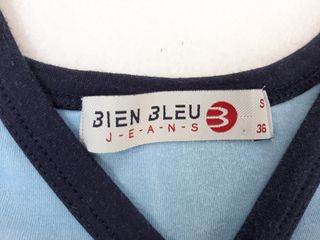 BIEN BLEU
J-E-A-N-S
S
36